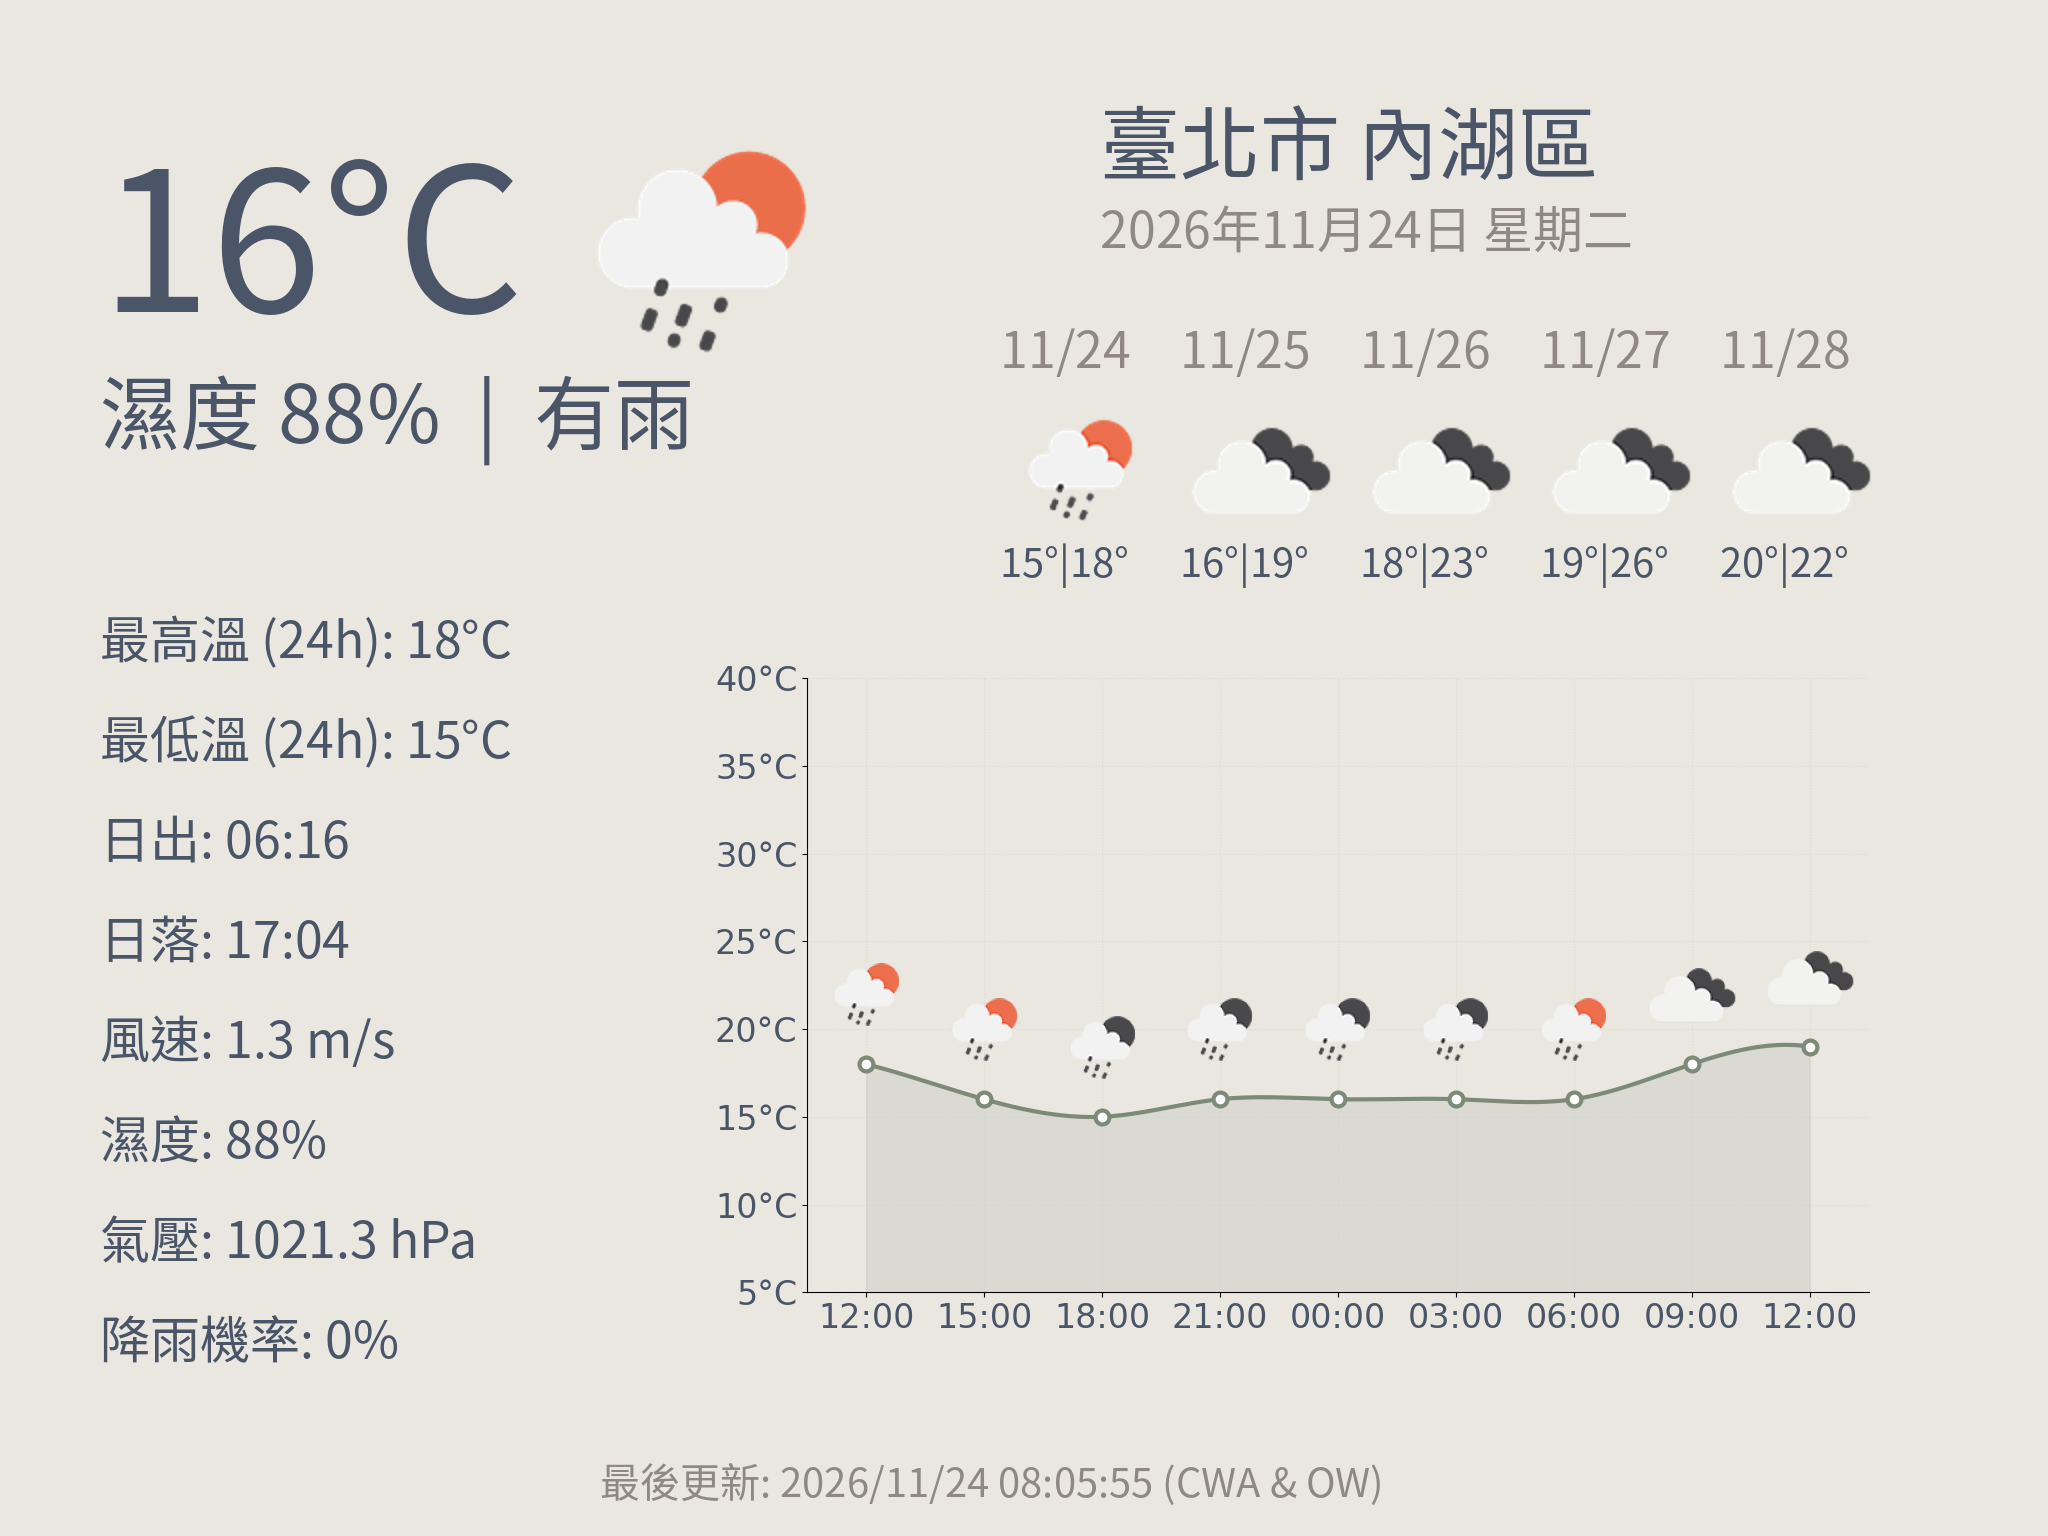 16°C
濕度 88% | 有雨
臺北市 內湖區
2026年11月24日 星期二
11/24 11/25 11/26 11/27 11/28
15°|18° 16°|19° 18°|23° 19°|26° 20°|22°
最高溫 (24h): 18°C
最低溫 (24h): 15°C
日出: 06:16
日落: 17:04
風速: 1.3 m/s
濕度: 88%
氣壓: 1021.3 hPa
降雨機率: 0%
40°C
35°C
30°C
25°C
20°C
15°C
10°C
5°C
12:00 15:00 18:00 21:00 00:00 03:00 06:00 09:00 12:00
最後更新: 2026/11/24 08:05:55 (CWA & OW)